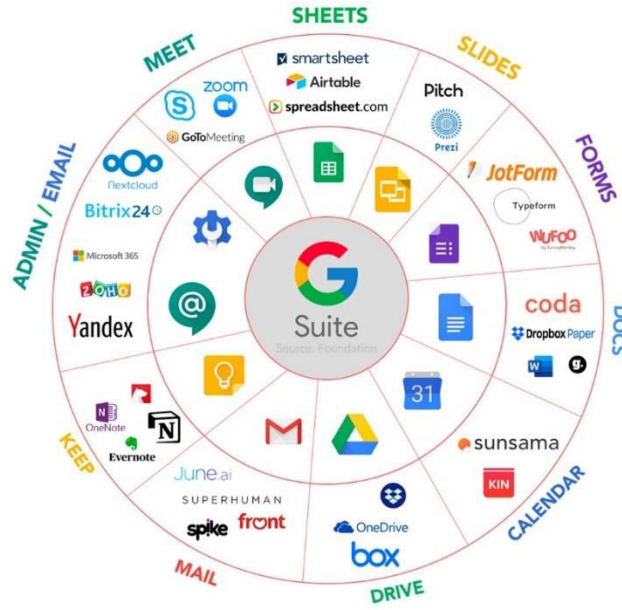 SHEETS
smartsheet
Airtable
spreadsheet.com
SLIDES
Pitch
Prezi
FORMS
JotForm
Typeform
WUFOO
DOCS
coda
Dropbox Paper
W
g.
CALENDAR
sunsama
KIN
31
DRIVE
OneDrive
box
MAIL
June.ai
SUPERHUMAN
spike
front
KEEP
OneNote
N
N
Evernote
ADMIN / EMAIL
Nextcloud
Bitrix24
Microsoft 365
ZOHO
Yandex
@
MEET
zoom
S
GoToMeeting
G
Suite
Source: Foundation